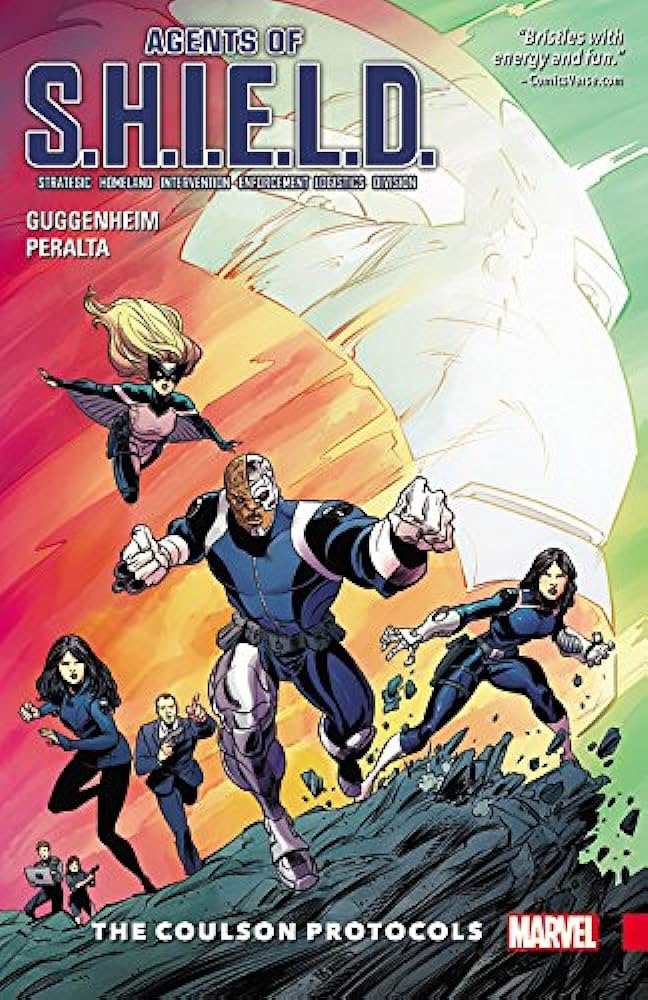 AGENTS OF
S.H.I.E.L.D.
STRATEGIC HOMELAND INTERVENTION ENFORCEMENT LOGISTICS DIVISION
"Bristles with
energy and fun."
– ComicsVerse.com
GUGGENHEIM
PERALTA
THE COULSON PROTOCOLS
MARVEL